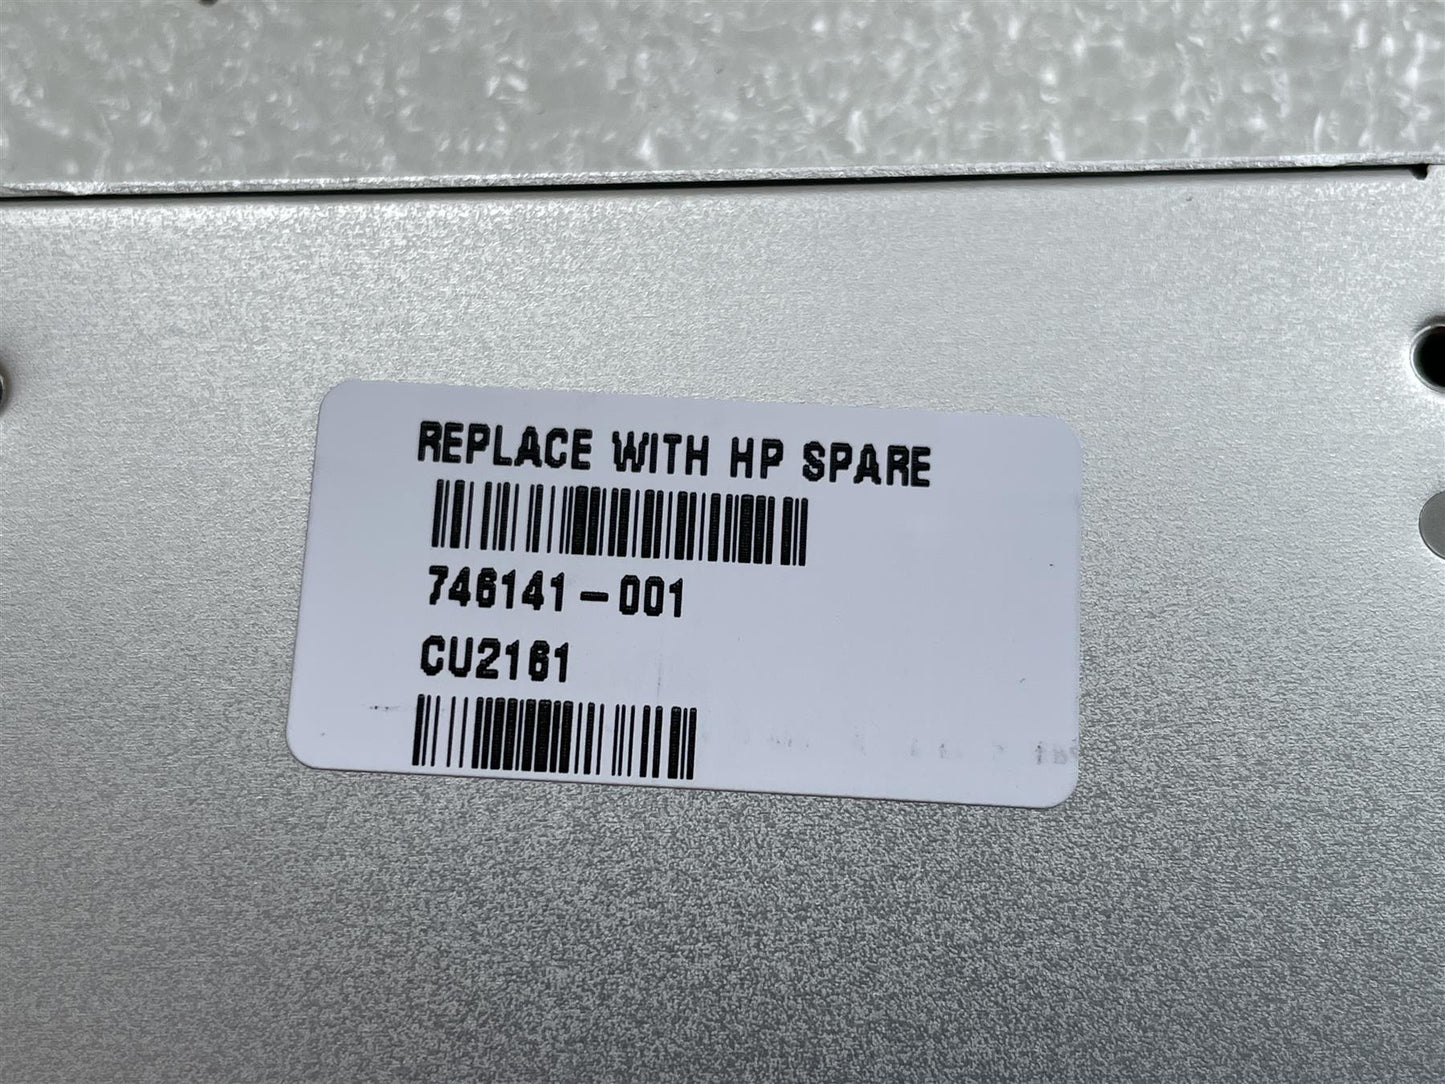 REPLACE WITH HP SPARE
746141-001
CU2161